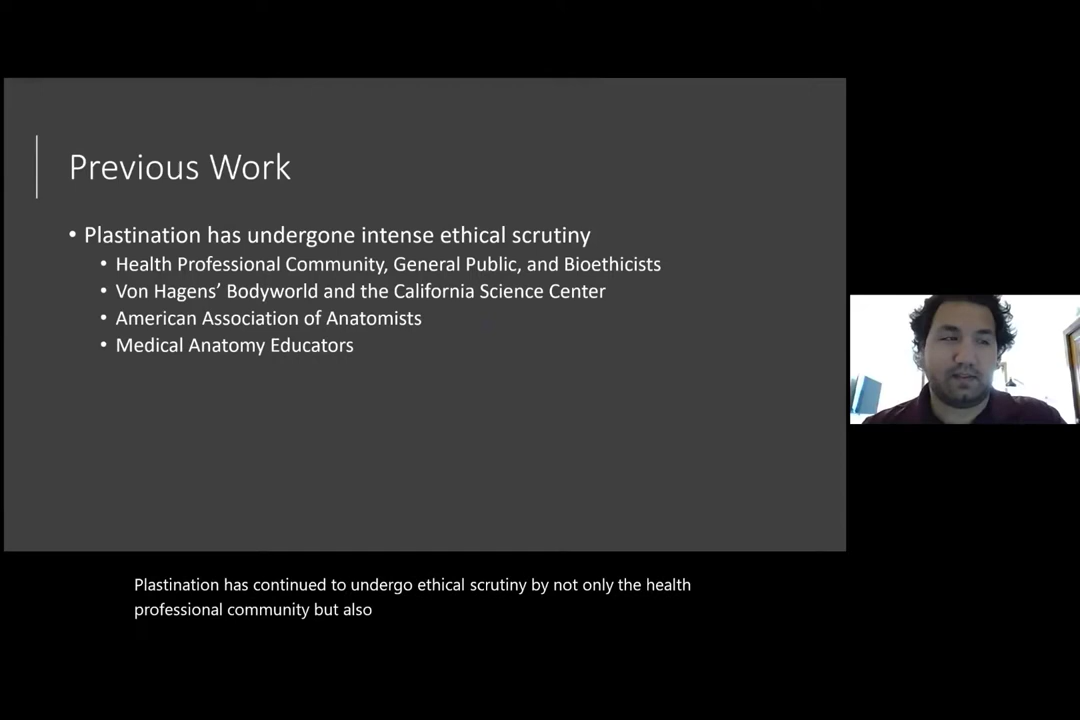 Previous Work
• Plastination has undergone intense ethical scrutiny
• Health Professional Community, General Public, and Bioethicists
• Von Hagens’ Bodyworld and the California Science Center
• American Association of Anatomists
• Medical Anatomy Educators
Plastination has continued to undergo ethical scrutiny by not only the health
professional community but also